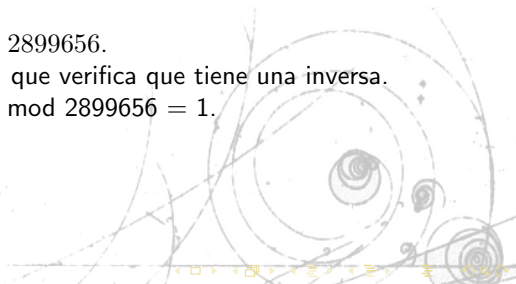 2899656.
que verifica que tiene una inversa.
mod 2899656 = 1.